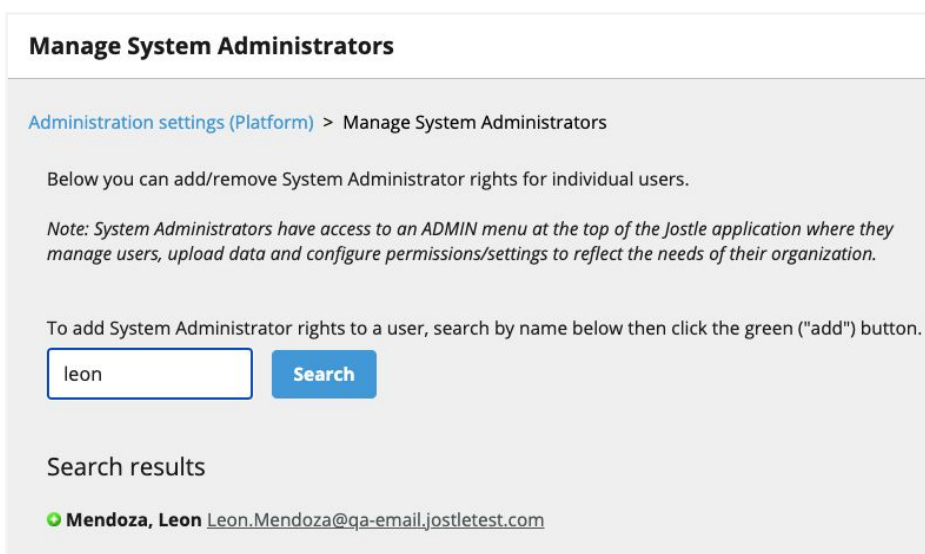 Manage System Administrators
Administration settings (Platform) > Manage System Administrators
Below you can add/remove System Administrator rights for individual users.
Note: System Administrators have access to an ADMIN menu at the top of the Jostle application where they
manage users, upload data and configure permissions/settings to reflect the needs of their organization.
To add System Administrator rights to a user, search by name below then click the green ("add") button.
leon Search
Search results
Mendoza, Leon Leon.Mendoza@qa-email.jostletest.com